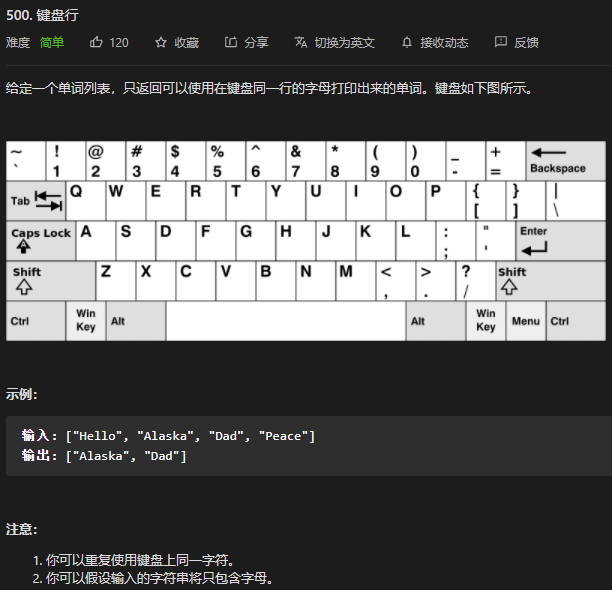 500. 键盘行
难度 简单 120 收藏 分享 切换为英文 接收动态 反馈
给定一个单词列表，只返回可以使用在键盘同一行的字母打印出来的单词。键盘如下图所示。
~ ! @ # $ % ^ & * ( ) _ + Backspace
` 1 2 3 4 5 6 7 8 9 0 - =
Tab Q W E R T Y U I O P { } |
[ ] \
Caps Lock A S D F G H J K L : " Enter
; '
Shift Z X C V B N M < > ? Shift
, . /
Ctrl Win Key Alt Alt Win Key Menu Ctrl
示例：
输入: ["Hello", "Alaska", "Dad", "Peace"]
输出: ["Alaska", "Dad"]
注意：
1. 你可以重复使用键盘上同一字符。
2. 你可以假设输入的字符串将只包含字母。